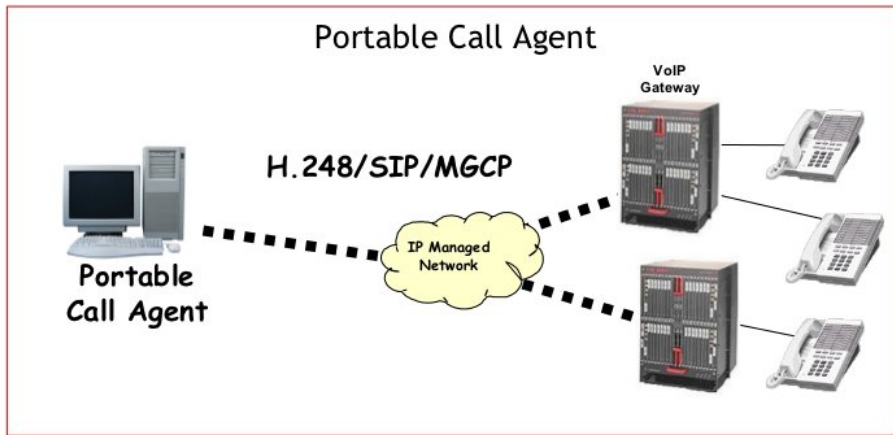 Portable Call Agent
VoIP
Gateway
H.248/SIP/MGCP
IP Managed
Network
Portable
Call Agent